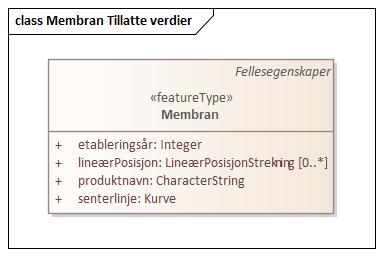 class Membran Tillatte verdier
Fellesegenskaper
«featureType»
Membran
+ etableringsår: Integer
+ lineærPosisjon: LineærPosisjonStrekning [0..*]
+ produktnavn: CharacterString
+ senterlinje: Kurve